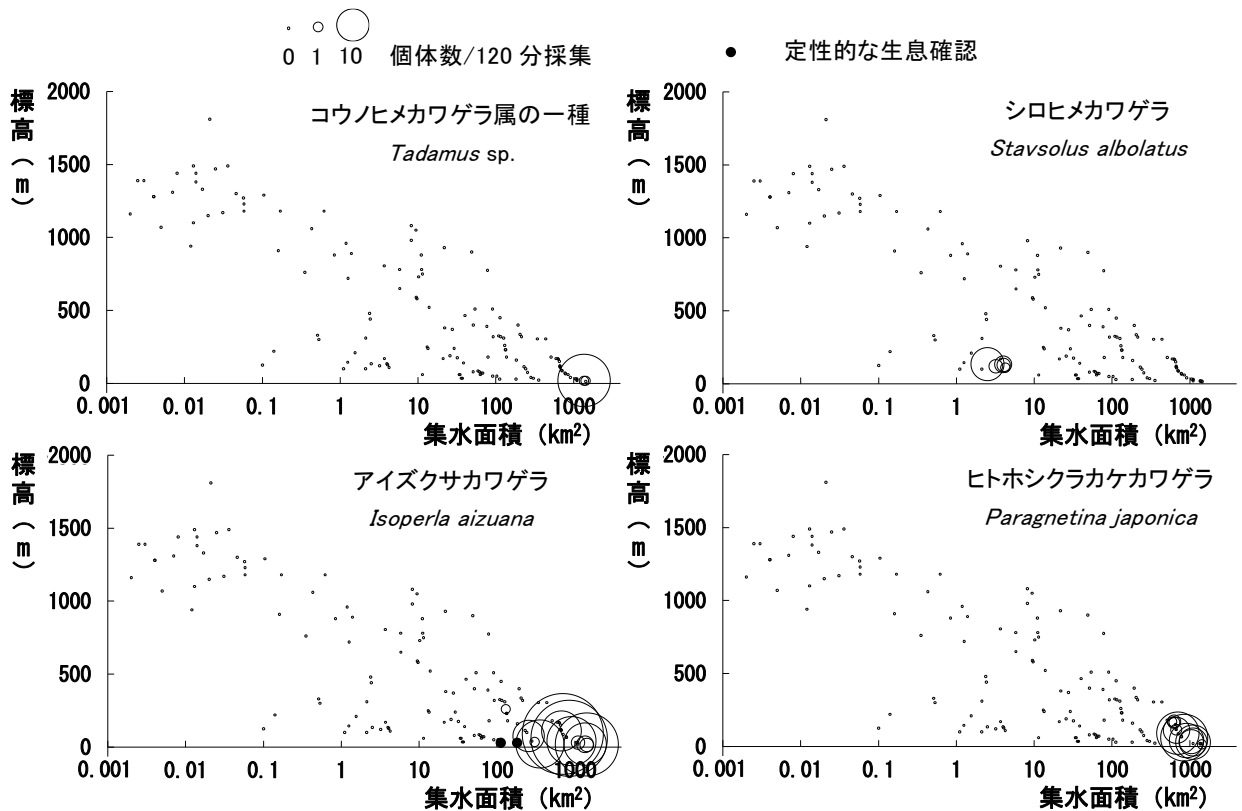 0 1 10 個体数/120 分採集
定性的な生息確認
標高(m)
2000
1500
1000
500
0
コウノヒメカワゲラ属の一種
Tadamus sp.
0.001 0.01 0.1 1 10 100 1000
集水面積 (km²)
標高(m)
2000
1500
1000
500
0
シロヒメカワゲラ
Stavsolus albolatus
0.001 0.01 0.1 1 10 100 1000
集水面積 (km²)
標高(m)
2000
1500
1000
500
0
アイズクサカワゲラ
Isoperla aizuana
0.001 0.01 0.1 1 10 100 1000
集水面積 (km²)
標高(m)
2000
1500
1000
500
0
ヒトホシクラカケカワゲラ
Paragnetina japonica
0.001 0.01 0.1 1 10 100 1000
集水面積 (km²)